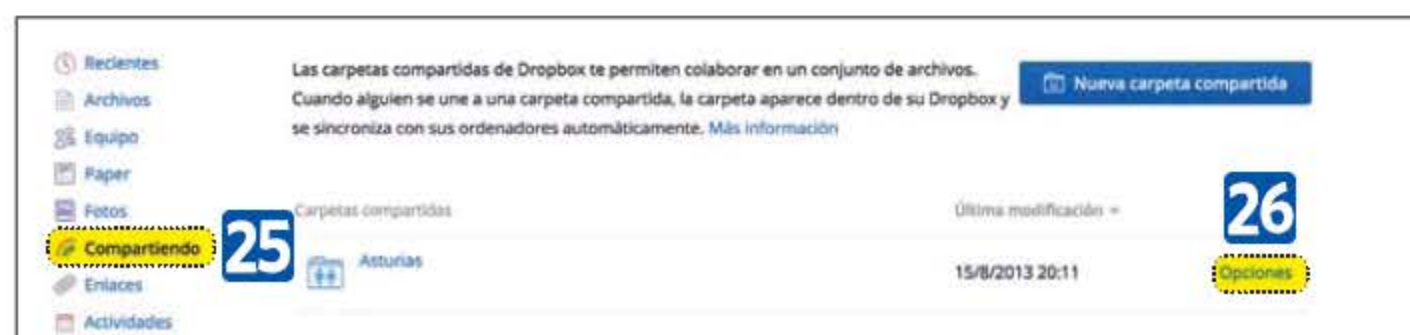 Recientes
Archivos
Equipo
Paper
Fotos
Compartiendo
Enlaces
Actividades
25
Las carpetas compartidas de Dropbox te permiten colaborar en un conjunto de archivos.
Cuando alguien se une a una carpeta compartida, la carpeta aparece dentro de su Dropbox y
se sincroniza con sus ordenadores automáticamente. Más información
Nueva carpeta compartida
Carpetas compartidas
Última modificación
26
Asturias
15/8/2013 20:11
Opciones